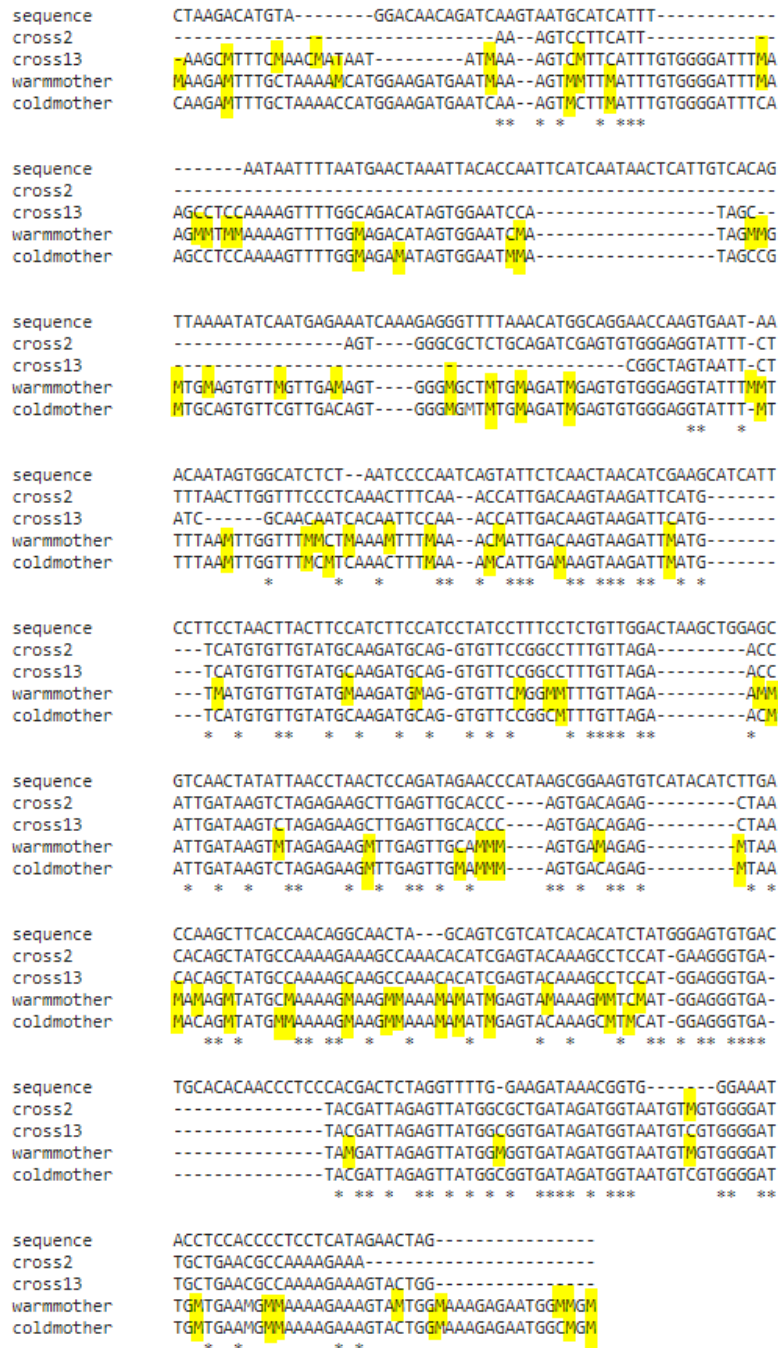 sequence CTAAGACATGTA--------GGACAACAGATCAAGTAATGCATCATTT------------
cross2 --------------------------------AA--AGTCCTTCATT-------------
cross13 -AAGCMTTTCMAACMATAAT---------ATMAA--AGTCMTTCATTTGTGGGGATTTMA
warmmother MAAGAMTTTGCTAAAAMCATGGAAGATGAATMAA--AGTMMTTMATTTGTGGGGATTTMA
coldmother CAAGAMTTTGCTAAAACCATGGAAGATGAATCAA--AGTMCTTMATTTGTGGGGATTTCA
** * * * ***
sequence -------AATAATTTTAATGAACTAAATTACACCAATTCATCAATAACTCATTGTCACAG
cross2 ------------------------------------------------------------
cross13 AGCCTCCAAAAGTTTTGGCAGACATAGTGGAATCCA------------------TAGC--
warmmother AGMMTMMAAAAGTTTTGGMAGACATAGTGGAATCMA------------------TAGMMG
coldmother AGCCTCCAAAAGTTTTGGMAGAMATAGTGGAATMMA------------------TAGCCG
sequence TTAAAATATCAATGAGAAATCAAAGAGGGTTTTAAACATGGCAGGAACCAAGTGAAT-AA
cross2 -----------------AGT----GGGCGCTCTGCAGATCGAGTGTGGGAGGTATTT-CT
cross13 ---------------------------------------------CGGCTAGTAATT-CT
warmmother MTGMAGTGTTMGTTGAMAGT----GGGMGCTMTGMAGATMGAGTGTGGGAGGTATTTMMT
coldmother MTGCAGTGTTCGTTGACAGT----GGGMGMTMTGMAGATMGAGTGTGGGAGGTATTT-MT
** *
sequence ACAATAGTGGCATCTCT--AATCCCCAATCAGTATTCTCAACTAACATCGAAGCATCATT
cross2 TTTAACTTGGTTTCCCTCAAACTTTCAA--ACCATTGACAAGTAAGATTCATG-------
cross13 ATC------GCAACAATCACAATTCCAA--ACCATTGACAAGTAAGATTCATG-------
warmmother TTTAAMTTGGTTTMMCTMAAAMTTTMAA--ACMATTGACAAGTAAGATTMATG-------
coldmother TTTAAMTTGGTTTMCMTCAAACTTTMAA--AMCATTGAMAAGTAAGATTMATG-------
* * * ** * *** ** *** ** * *
sequence CCTTCCTAACTTACTTCCATCTTCCATCCTATCCTTTCCTCTGTTGGACTAAGCTGGAGC
cross2 ---TCATGTGTTGTATGCAAGATGCAG-GTGTTCCGGCCTTTGTTAGA---------ACC
cross13 ---TCATGTGTTGTATGCAAGATGCAG-GTGTTCCGGCCTTTGTTAGA---------ACC
warmmother ---TMATGTGTTGTATGMAAGATGMAG-GTGTTCMGGMMTTTGTTAGA---------AMM
coldmother ---TCATGTGTTGTATGCAAGATGCAG-GTGTTCCGGCMTTTGTTAGA---------ACM
* * ** * * * * * * * * **** ** *
sequence GTCAACTATATTAACCTAACTCCAGATAGAACCCATAAGCGGAAGTGTCATACATCTTGA
cross2 ATTGATAAGTCTAGAGAAGCTTGAGTTGCACCC----AGTGACAGAG---------CTAA
cross13 ATTGATAAGTCTAGAGAAGCTTGAGTTGCACCC----AGTGACAGAG---------CTAA
warmmother ATTGATAAGTMTAGAGAAGMTTGAGTTGCAMMM----AGTGAMAGAG---------MTAA
coldmother ATTGATAAGTCTAGAGAAGMTTGAGTTGMAMMM----AGTGACAGAG---------MTAA
* * * ** * * ** * * ** * ** * * *
sequence CCAAGCTTCACCAACAGGCAACTA---GCAGTCGTCATCACACATCTATGGGAGTGTGAC
cross2 CACAGCTATGCCAAAAGAAAGCCAAACACATCGAGTACAAAGCCTCCAT-GAAGGGTGA-
cross13 CACAGCTATGCCAAAAGCAAGCCAAACACATCGAGTACAAAGCCTCCAT-GGAGGGTGA-
warmmother MAMAGMTATGCMAAAAGMAAGMMAAAMAMATMGAGTAMAAAGMMTCMAT-GGAGGGTGA-
coldmother MACAGMTATGMMAAAAGMAAGMMAAAMAMATMGAGTACAAAGCMTMCAT-GGAGGGTGA-
** * ** ** * * * * * * ** * ** ****
sequence TGCACACAACCCTCCCACGACTCTAGGTTTTG-GAAGATAAACGGTG-------GGAAAT
cross2 ---------------TACGATTAGAGTTATGGCGCTGATAGATGGTAATGTMGTGGGGAT
cross13 ---------------TACGATTAGAGTTATGGCGGTGATAGATGGTAATGTCGTGGGGAT
warmmother ---------------TAMGATTAGAGTTATGGMGGTGATAGATGGTAATGTMGTGGGGAT
coldmother ---------------TACGATTAGAGTTATGGCGGTGATAGATGGTAATGTCGTGGGGAT
* ** * ** * * * * **** * *** ** **
sequence ACCTCCACCCCTCCTCATAGAACTAG----------------
cross2 TGCTGAACGCCAAAAGAAA-----------------------
cross13 TGCTGAACGCCAAAAGAAAGTACTGG----------------
warmmother TGMTGAAMGMMAAAAGAAAGTAMTGGMAAAGAGAATGGMMGM
coldmother TGMTGAAMGMMAAAAGAAAGTACTGGMAAAGAGAATGGCMGM
* * * *